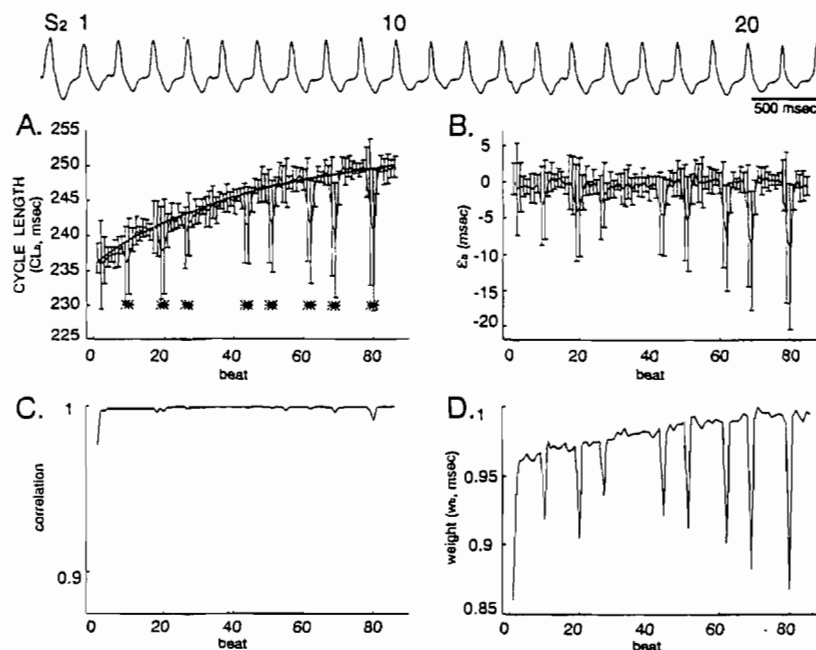 S2 1 10 20
500 msec
A.
255
250
245
240
235
230
225
CYCLE LENGTH
(CLa, msec)
0 20 40 60 80
beat
B.
5
0
-5
-10
-15
-20
εa (msec)
0 20 40 60 80
beat
C.
1
0.9
correlation
0 20 40 60 80
beat
D.
1
0.95
0.9
0.85
weight (wa, msec)
0 20 40 60 80
beat